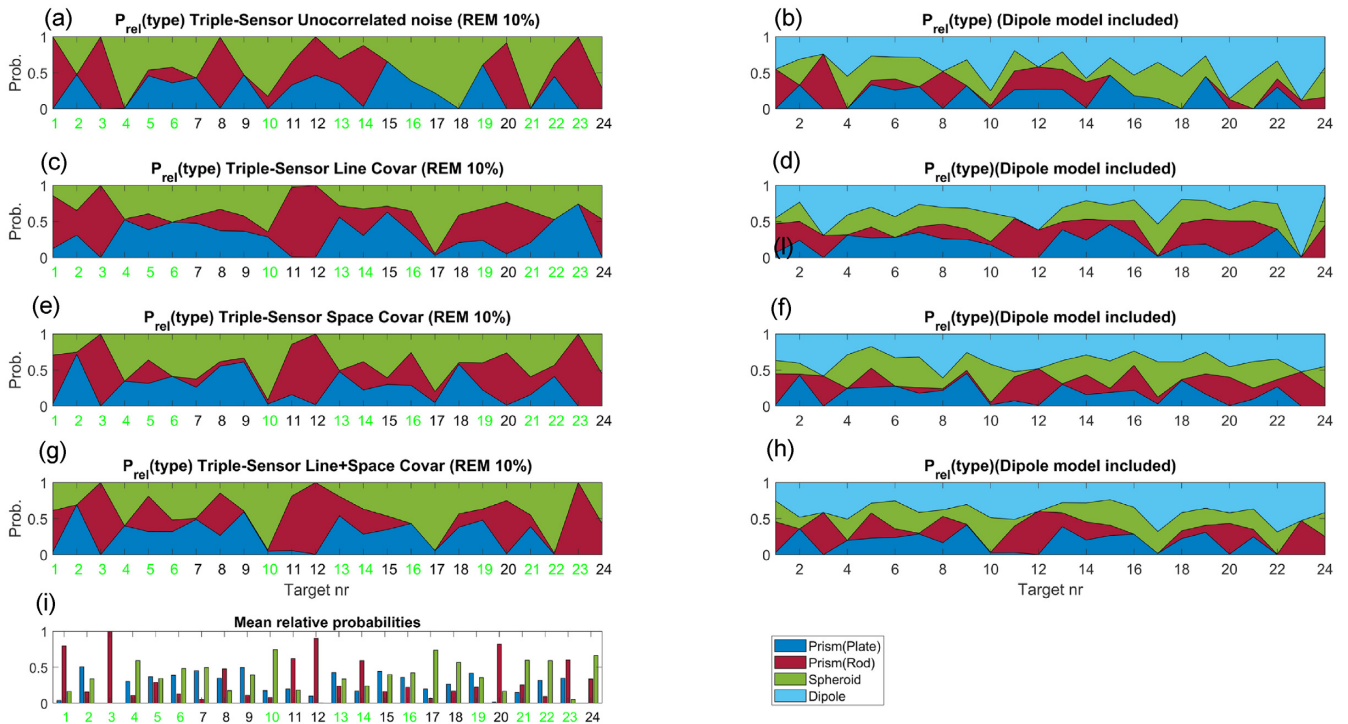 (a) P_rel(type) Triple-Sensor Unocorrelated noise (REM 10%)
Prob.
1
0.5
0
1 2 3 4 5 6 7 8 9 10 11 12 13 14 15 16 17 18 19 20 21 22 23 24
(b) P_rel(type) (Dipole model included)
1
0.5
0
2 4 6 8 10 12 14 16 18 20 22 24
(c) P_rel(type) Triple-Sensor Line Covar (REM 10%)
Prob.
1
0.5
0
1 2 3 4 5 6 7 8 9 10 11 12 13 14 15 16 17 18 19 20 21 22 23 24
(d) P_rel(type)(Dipole model included)
1
0.5
0
(l)
2 4 6 8 10 12 14 16 18 20 22 24
(e) P_rel(type) Triple-Sensor Space Covar (REM 10%)
Prob.
1
0.5
0
1 2 3 4 5 6 7 8 9 10 11 12 13 14 15 16 17 18 19 20 21 22 23 24
(f) P_rel(type)(Dipole model included)
1
0.5
0
2 4 6 8 10 12 14 16 18 20 22 24
(g) P_rel(type) Triple-Sensor Line+Space Covar (REM 10%)
Prob.
1
0.5
0
1 2 3 4 5 6 7 8 9 10 11 12 13 14 15 16 17 18 19 20 21 22 23 24
Target nr
(h) P_rel(type)(Dipole model included)
1
0.5
0
2 4 6 8 10 12 14 16 18 20 22 24
Target nr
(i) Mean relative probabilities
1
0.5
0
1 2 3 4 5 6 7 8 9 10 11 12 13 14 15 16 17 18 19 20 21 22 23 24
Prism(Plate)
Prism(Rod)
Spheroid
Dipole